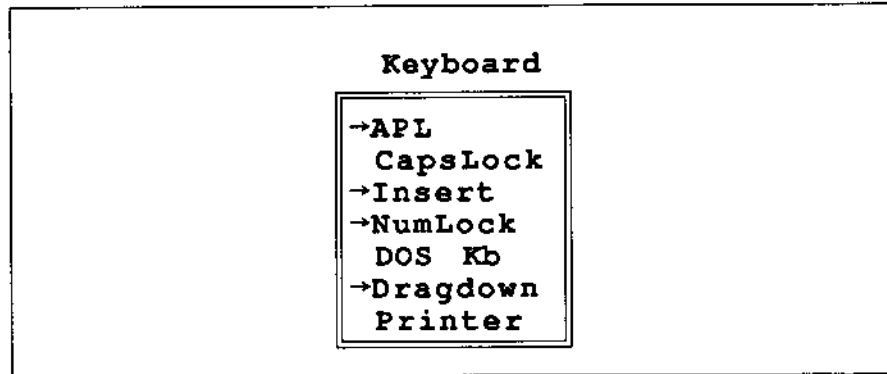 Keyboard
→APL
CapsLock
→Insert
→NumLock
DOS Kb
→Dragdown
Printer